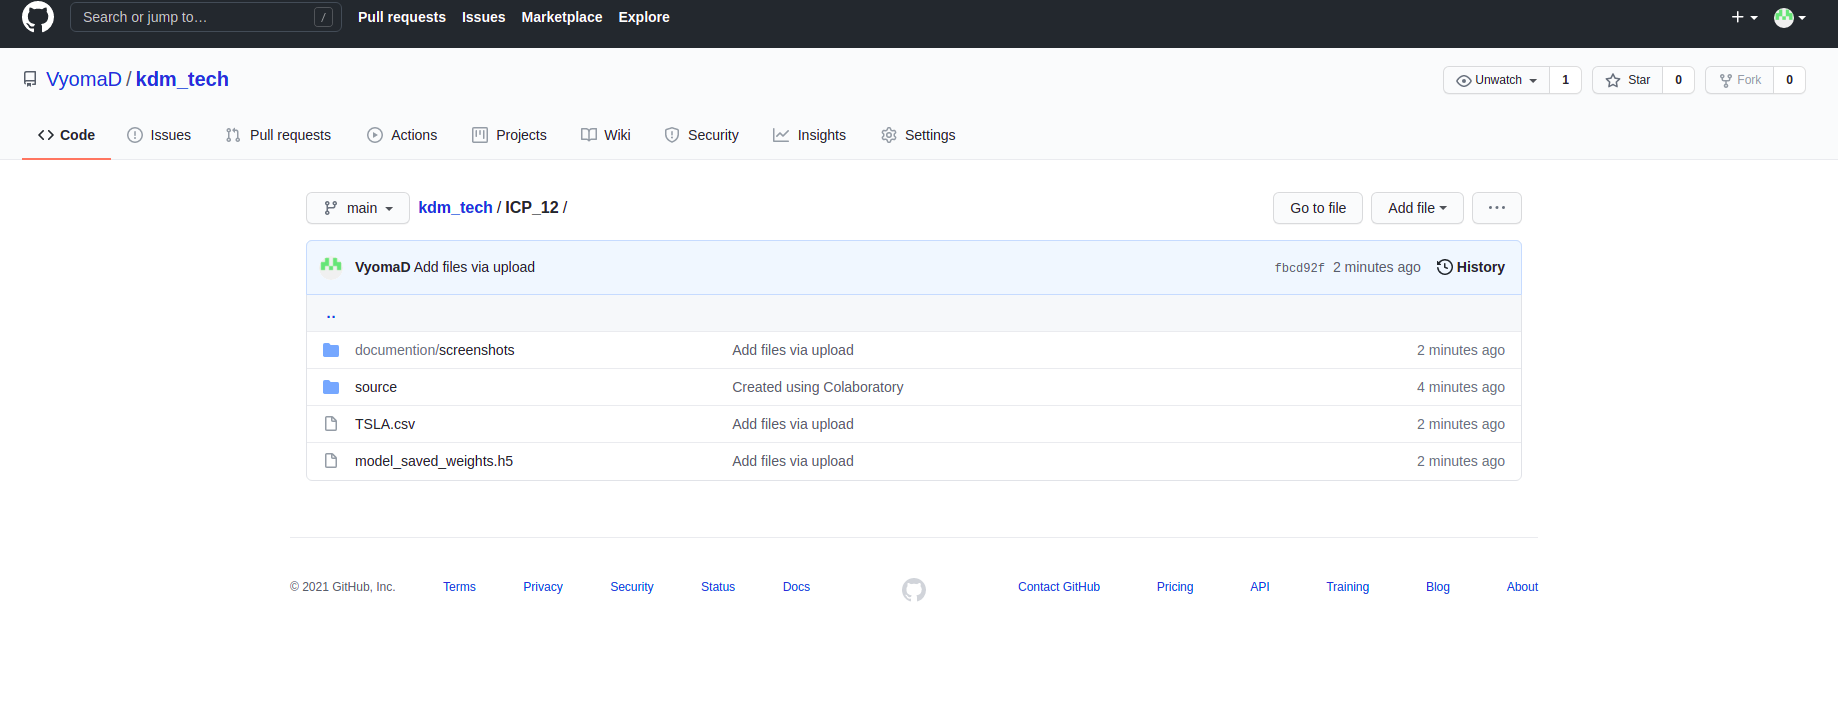 Search or jump to… / Pull requests Issues Marketplace Explore
VyomaD / kdm_tech Unwatch 1 Star 0 Fork 0
Code Issues Pull requests Actions Projects Wiki Security Insights Settings
main kdm_tech / ICP_12 / Go to file Add file ...
VyomaD Add files via upload fbcd92f 2 minutes ago History
..
documention/screenshots Add files via upload 2 minutes ago
source Created using Colaboratory 4 minutes ago
TSLA.csv Add files via upload 2 minutes ago
model_saved_weights.h5 Add files via upload 2 minutes ago
© 2021 GitHub, Inc. Terms Privacy Security Status Docs Contact GitHub Pricing API Training Blog About